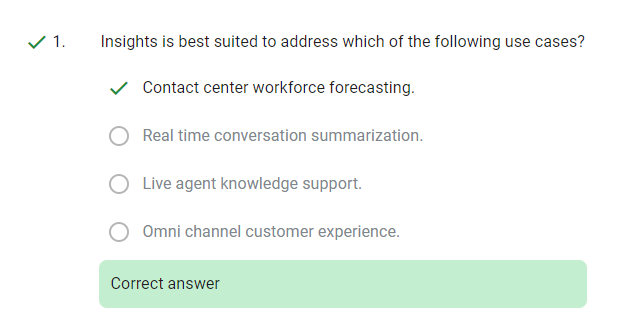 1. Insights is best suited to address which of the following use cases?
Contact center workforce forecasting.
Real time conversation summarization.
Live agent knowledge support.
Omni channel customer experience.
Correct answer